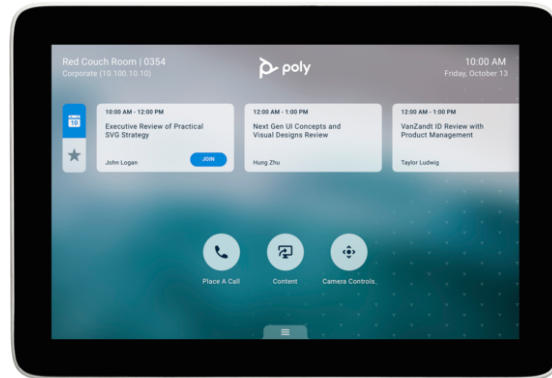 Red Couch Room | 0354
Corporate (10.100.10.10)
poly
10:00 AM
Friday, October 13
10
10:00 AM - 12:00 PM
Executive Review of Practical
SVG Strategy
John Logan
JOIN
12:00 AM - 1:00 PM
Next Gen UI Concepts and
Visual Designs Review
Hung Zhu
12:00 AM - 1:00 PM
VanZandt ID Review with
Product Management
Taylor Ludwig
Place A Call
Content
Camera Controls